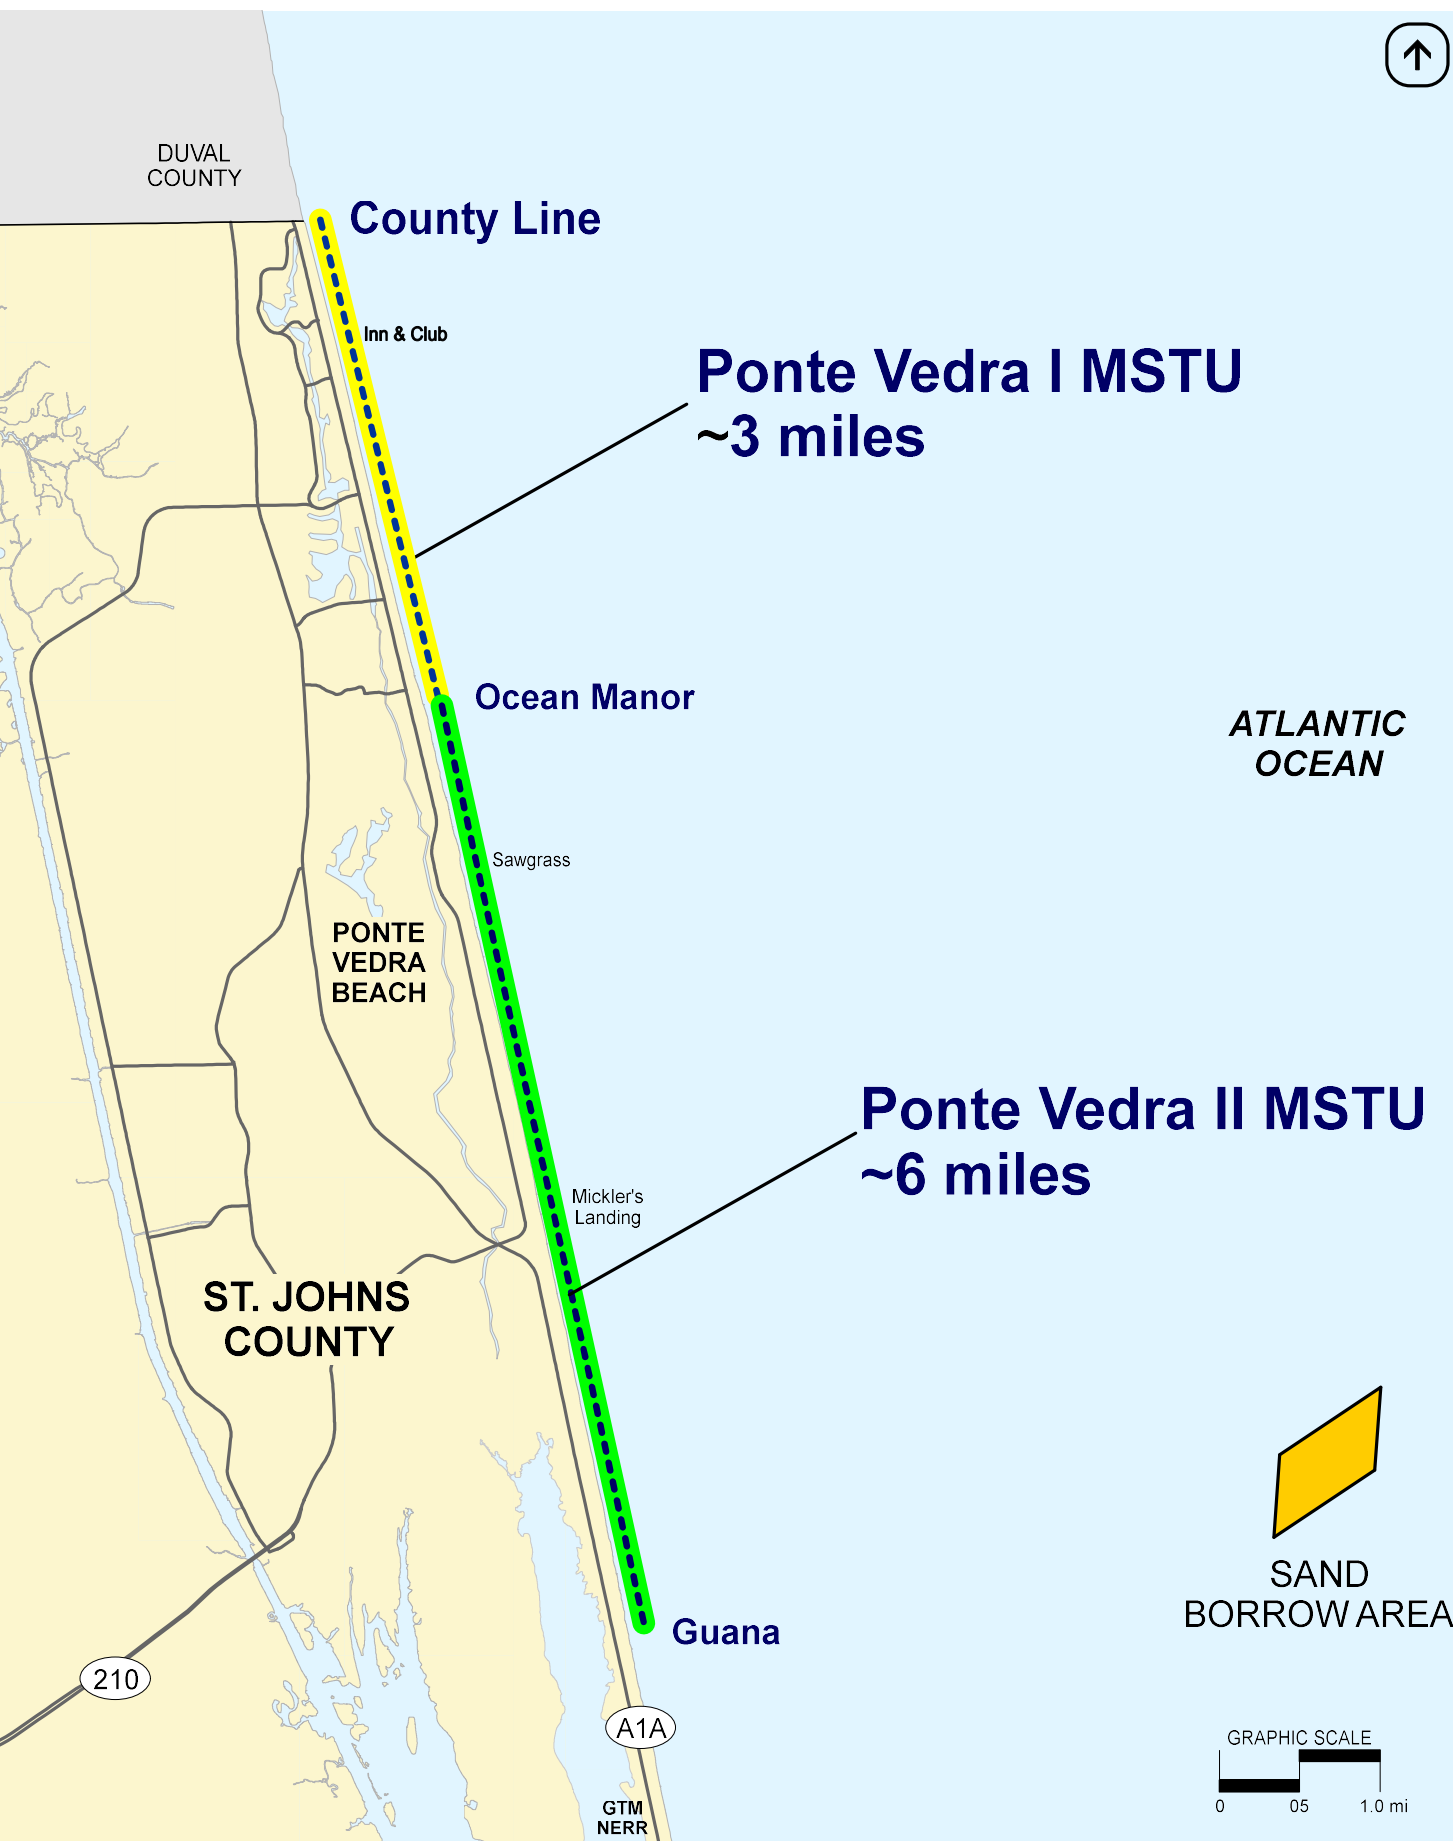 DUVAL
COUNTY
County Line
Inn & Club
Ponte Vedra I MSTU
~3 miles
Ocean Manor
ATLANTIC
OCEAN
Sawgrass
PONTE
VEDRA
BEACH
Ponte Vedra II MSTU
~6 miles
Mickler's
Landing
ST. JOHNS
COUNTY
SAND
BORROW AREA
Guana
210
A1A
GRAPHIC SCALE
0 05 1.0 mi
GTM
NERR